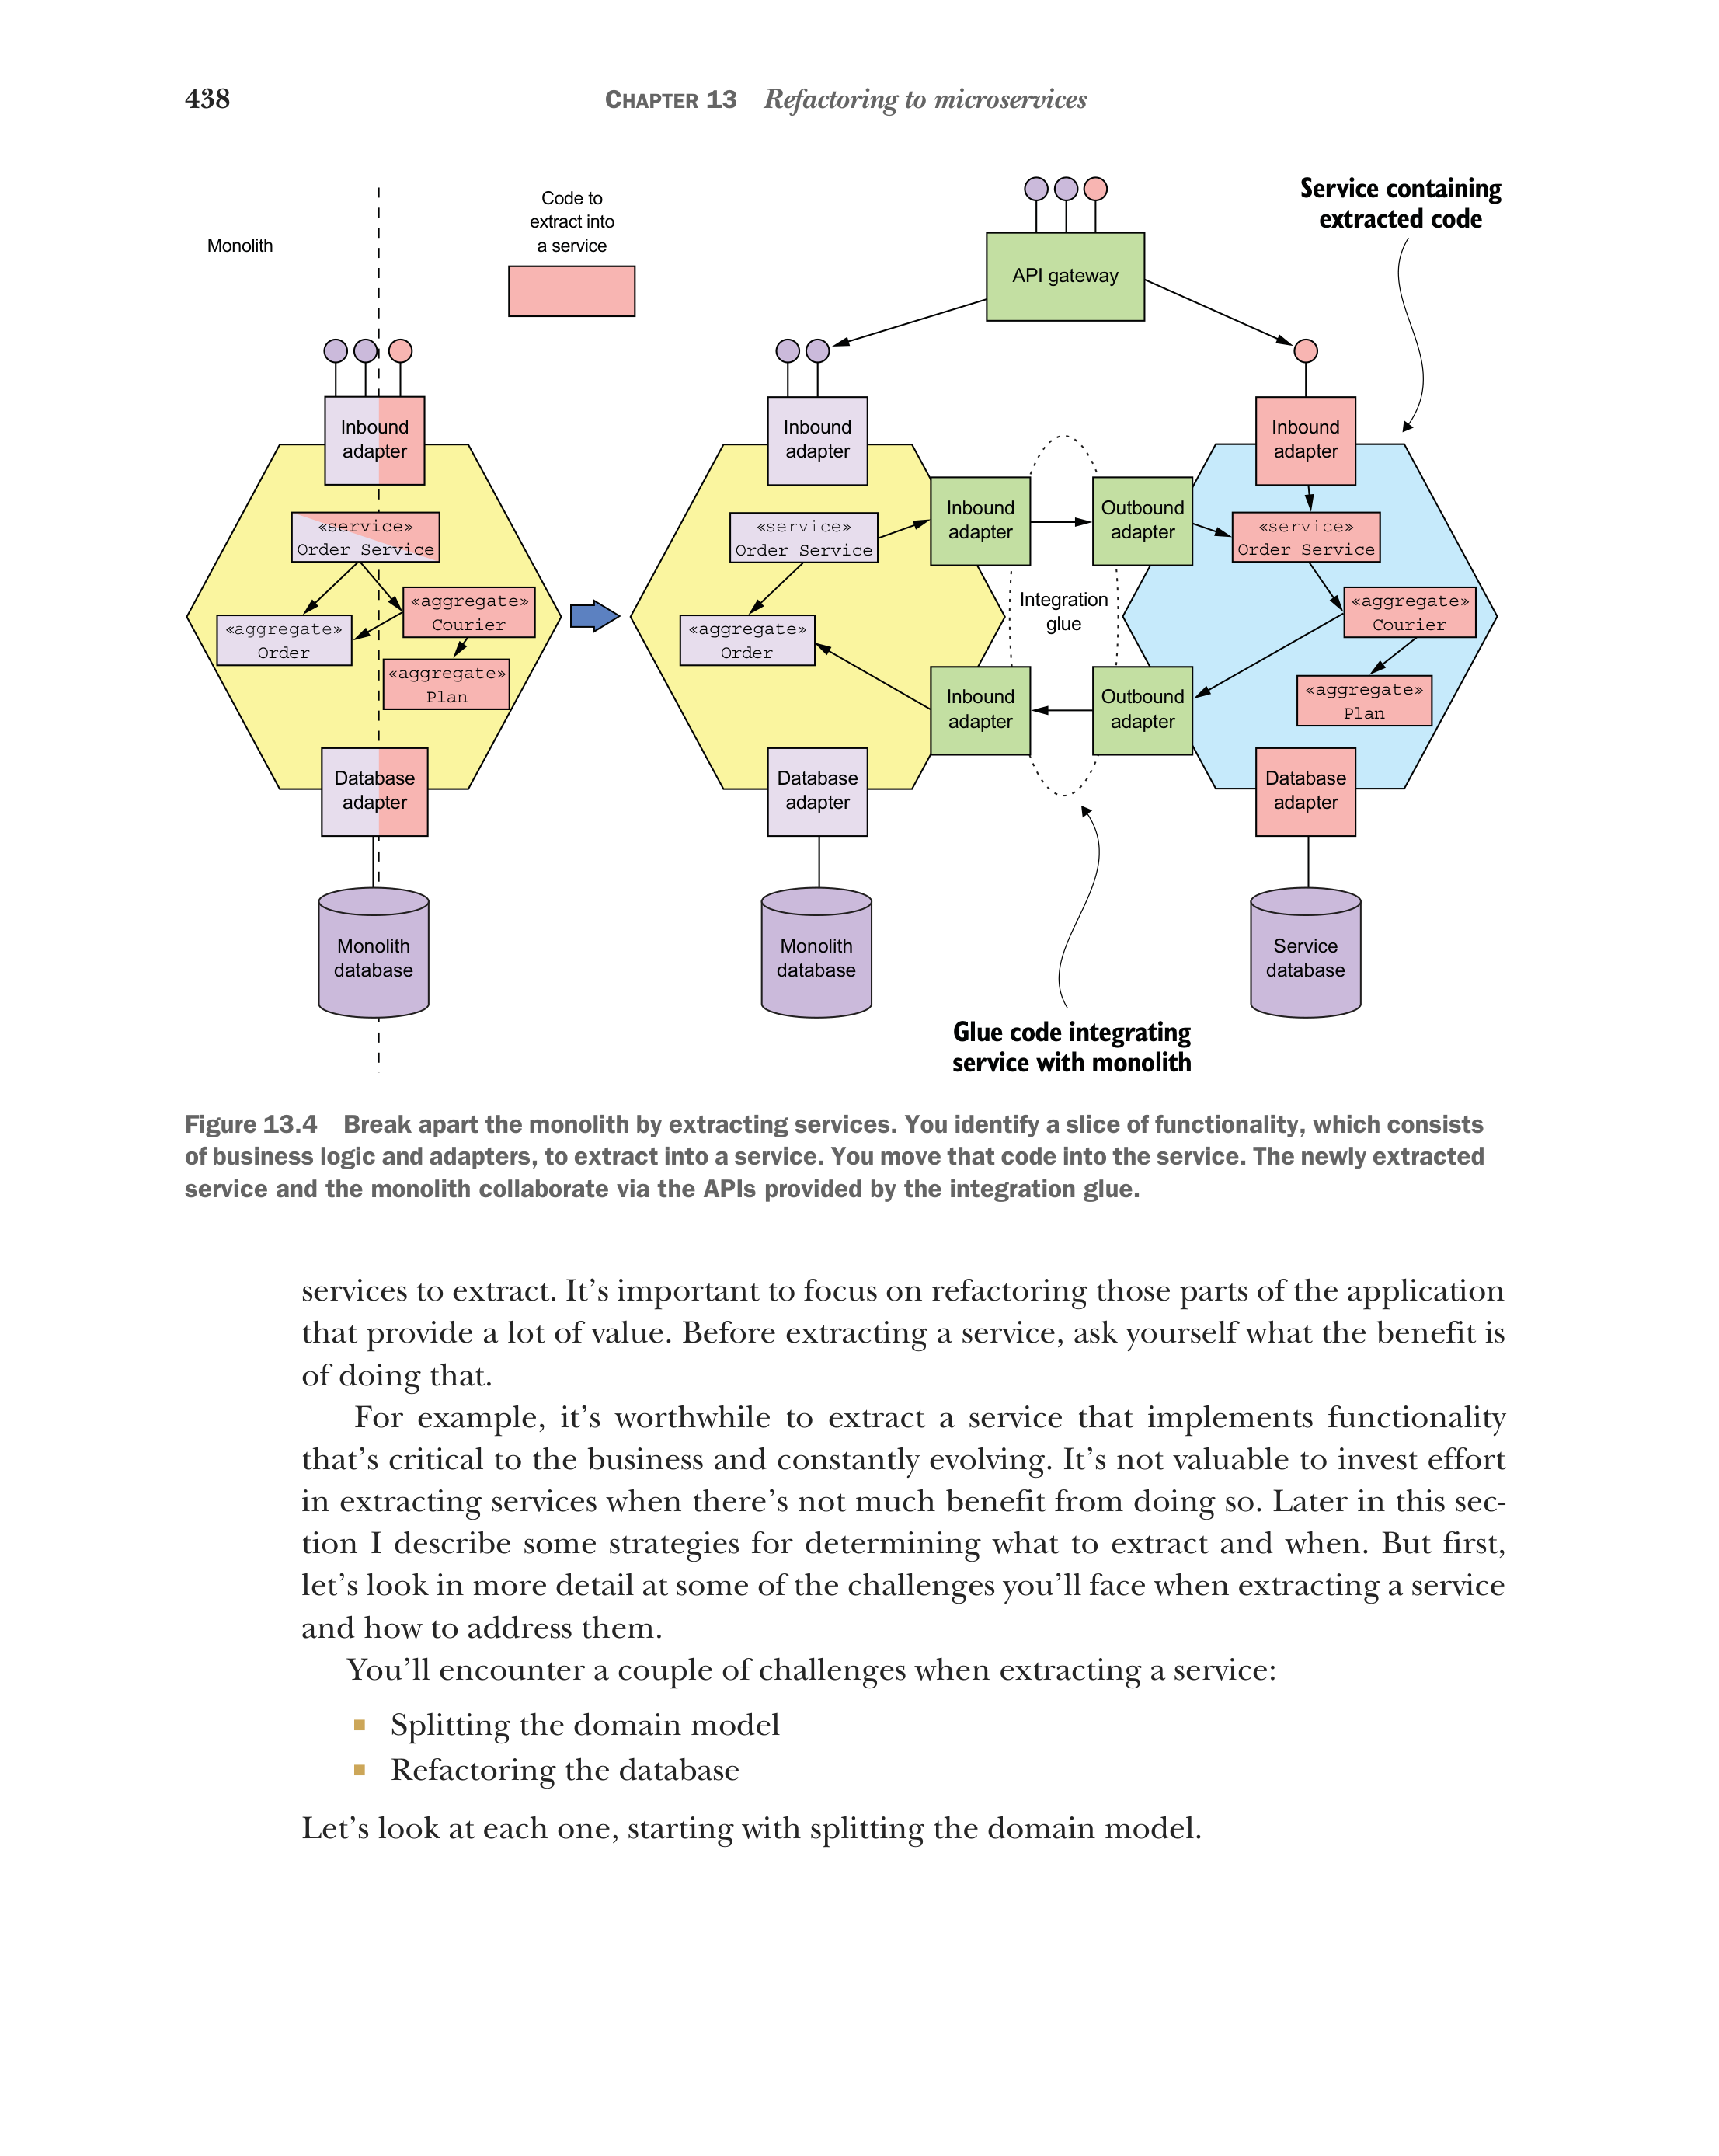 438
CHAPTER 13 Refactoring to microservices
Monolith
Code to
extract into
a service
Service containing
extracted code
API gateway
Inbound
adapter
«service»
Order Service
«aggregate»
Courier
«aggregate»
Order
«aggregate»
Plan
Database
adapter
Monolith
database
Inbound
adapter
«service»
Order Service
«aggregate»
Order
Database
adapter
Monolith
database
Inbound
adapter
Outbound
adapter
Integration
glue
Inbound
adapter
Outbound
adapter
Inbound
adapter
«service»
Order Service
«aggregate»
Courier
«aggregate»
Plan
Database
adapter
Service
database
Glue code integrating
service with monolith
Figure 13.4 Break apart the monolith by extracting services. You identify a slice of functionality, which consists
of business logic and adapters, to extract into a service. You move that code into the service. The newly extracted
service and the monolith collaborate via the APIs provided by the integration glue.
services to extract. It's important to focus on refactoring those parts of the application
that provide a lot of value. Before extracting a service, ask yourself what the benefit is
of doing that.
For example, it's worthwhile to extract a service that implements functionality
that's critical to the business and constantly evolving. It's not valuable to invest effort
in extracting services when there's not much benefit from doing so. Later in this sec-
tion I describe some strategies for determining what to extract and when. But first,
let's look in more detail at some of the challenges you'll face when extracting a service
and how to address them.
You'll encounter a couple of challenges when extracting a service:
■ Splitting the domain model
■ Refactoring the database
Let's look at each one, starting with splitting the domain model.